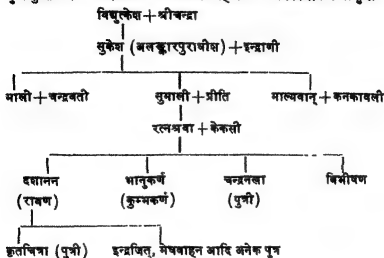 विद्युत्केश + श्रीचन्द्रा
सुकेश (अलङ्कारपुराधीश) + इन्द्राणी
माली + चन्द्रवती सुमाली + प्रीति माल्यवान् + कनकावली
रत्नश्रवा + केकसी
दशानन भानुकर्ण चन्द्रनखा विभीषण
(रावण) (कुम्भकर्ण) (पुत्री)
कृतचित्रा (पुत्री) इन्द्रजित्, मेघवाहन आदि अनेक पुत्र